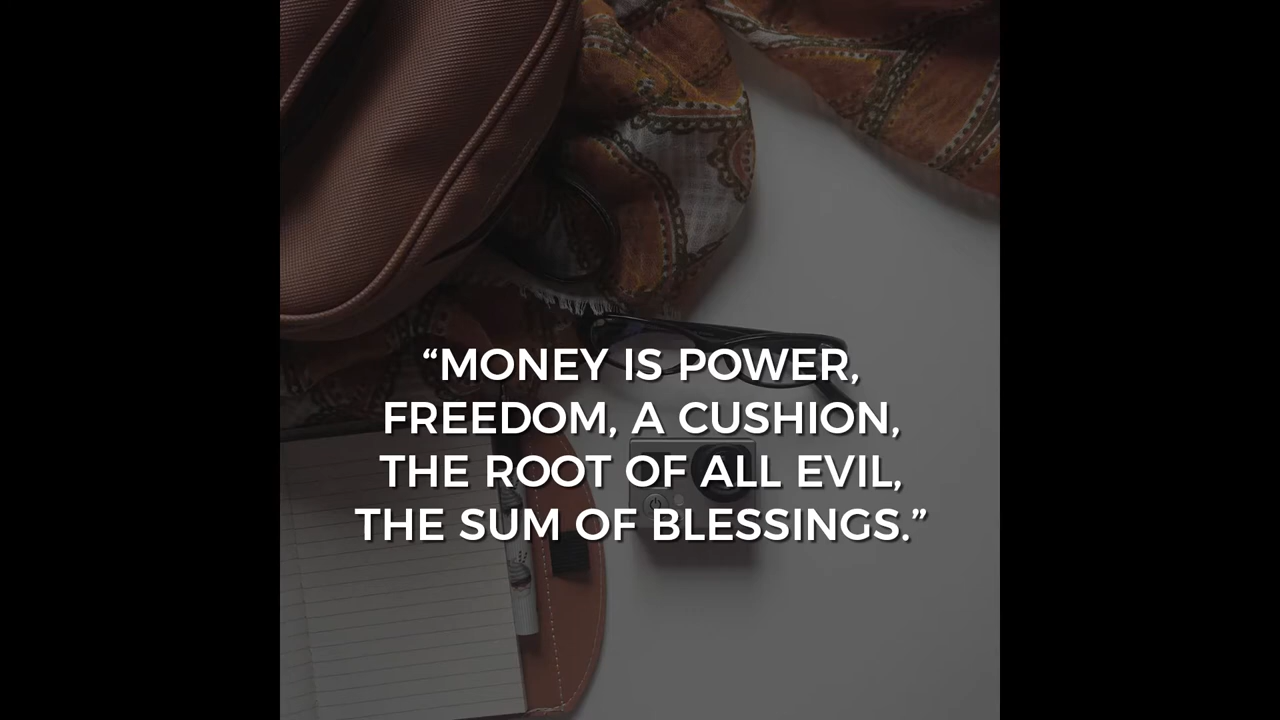 “MONEY IS POWER,
FREEDOM, A CUSHION,
THE ROOT OF ALL EVIL,
THE SUM OF BLESSINGS.”